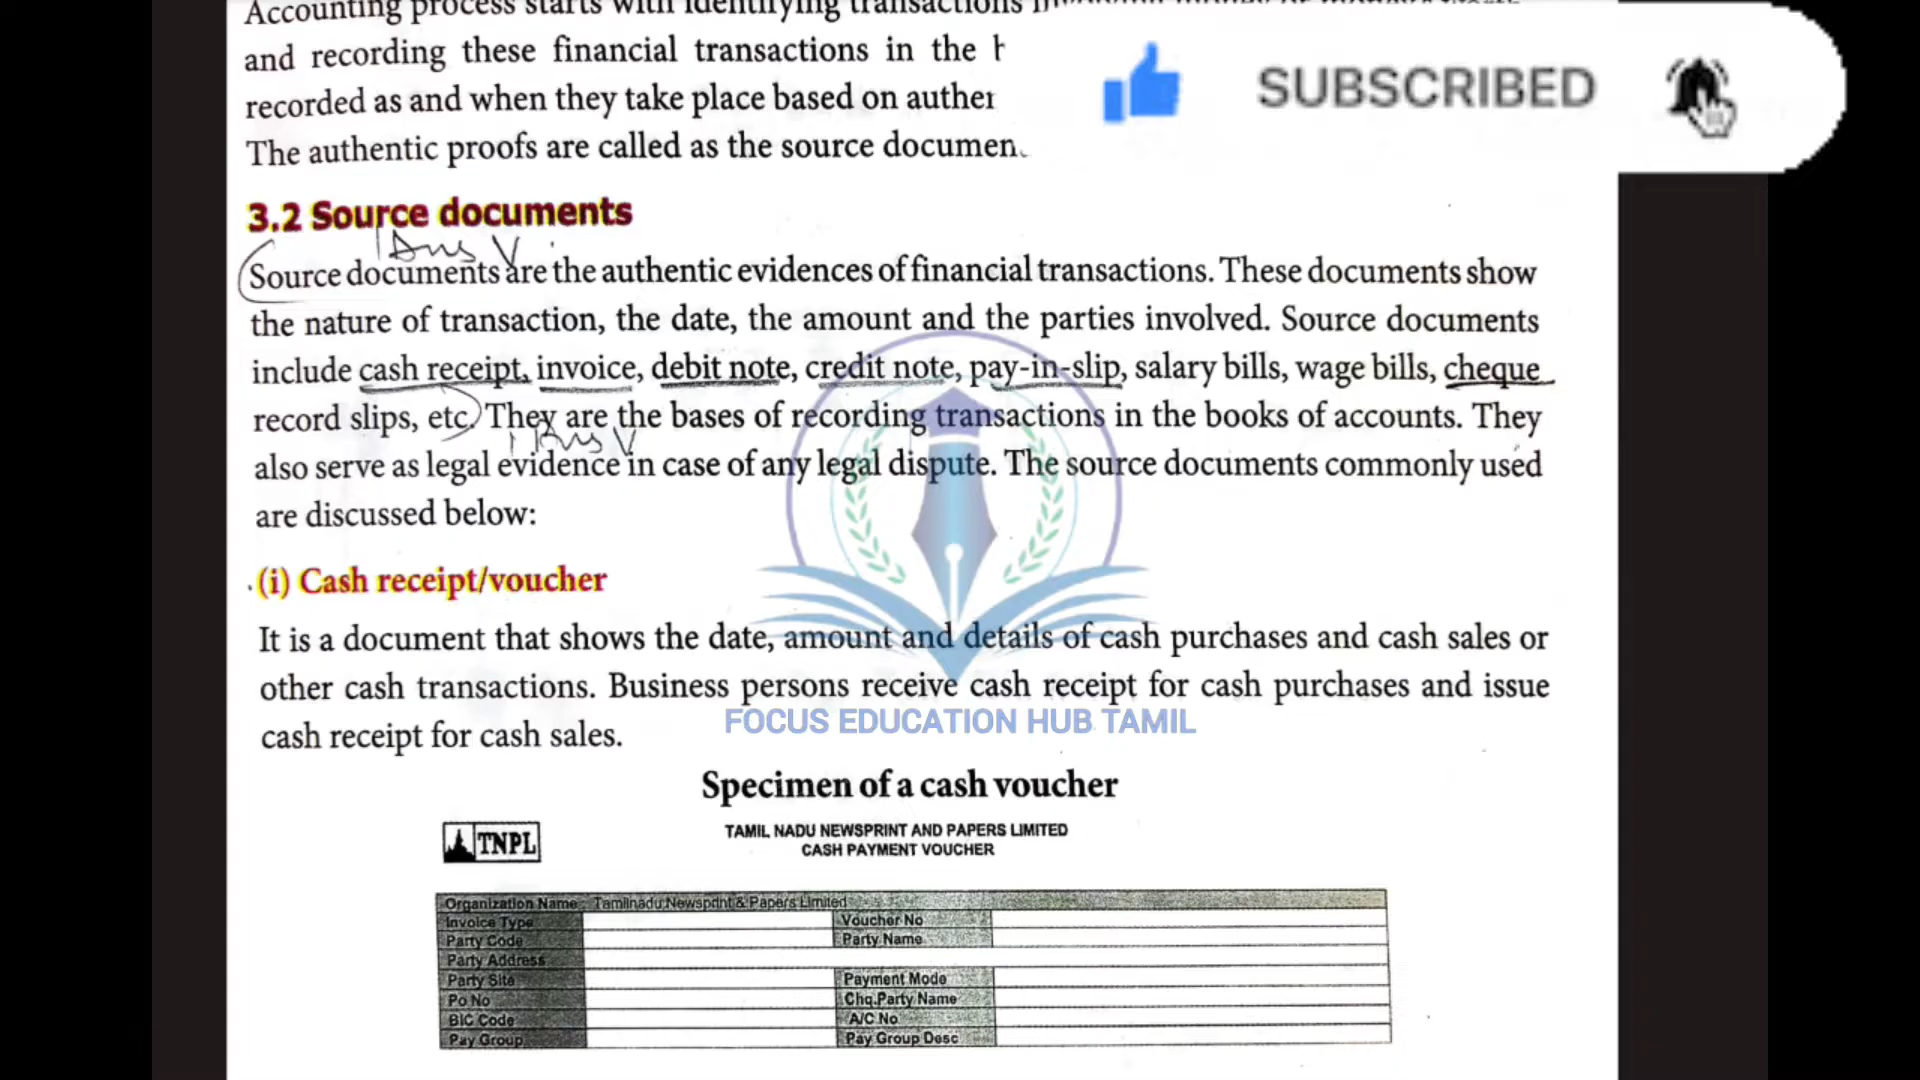 Accounting process starts with identifying transactions
and recording these financial transactions in the
SUBSCRIBED
recorded as and when they take place based on
The authentic proofs are called as the source documen
3.2 Source documents
1 Ans V
Source documents are the authentic evidences of financial transactions. These documents show
the nature of transaction, the date, the amount and the parties involved. Source documents
include cash receipt, invoice, debit note, credit note, pay-in-slip, salary bills, wage bills, cheque
record slips, etc. They are the bases of recording transactions in the books of accounts. They
1 Ans V
also serve as legal evidence in case of any legal dispute. The source documents commonly used
are discussed below:
(i) Cash receipt/voucher
It is a document that shows the date, amount and details of cash purchases and cash sales or
other cash transactions. Business persons receive cash receipt for cash purchases and issue
FOCUS EDUCATION HUB TAMIL
cash receipt for cash sales.
Specimen of a cash voucher
TNPL
TAMIL NADU NEWSPRINT AND PAPERS LIMITED
CASH PAYMENT VOUCHER
Organization Name : Tamilnadu Newsprint & Papers Limited
Invoice Type Voucher No
Party Code Party Name
Party Address
Party Site Payment Mode
Po No Chq.Party Name
BIC Code A/C No
Pay Group Pay Group Desc